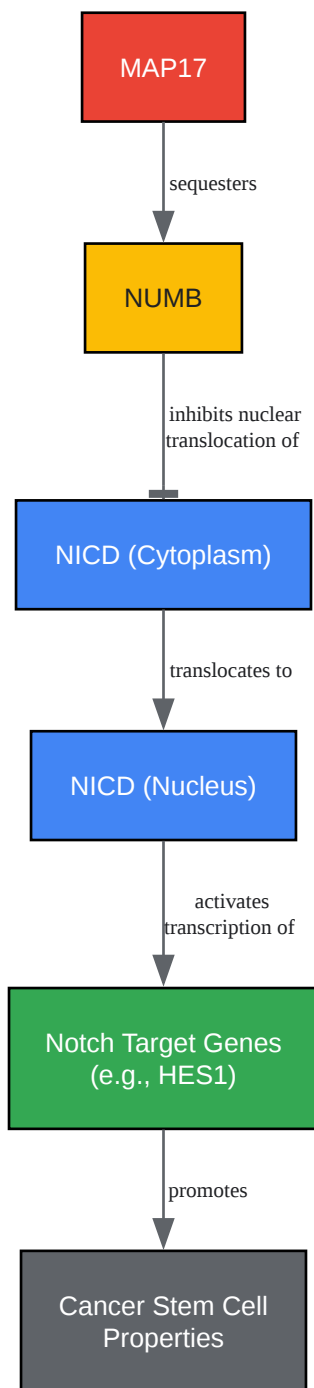 MAP17
sequesters
NUMB
inhibits nuclear
translocation of
NICD (Cytoplasm)
translocates to
NICD (Nucleus)
activates
transcription of
Notch Target Genes
(e.g., HES1)
promotes
Cancer Stem Cell
Properties